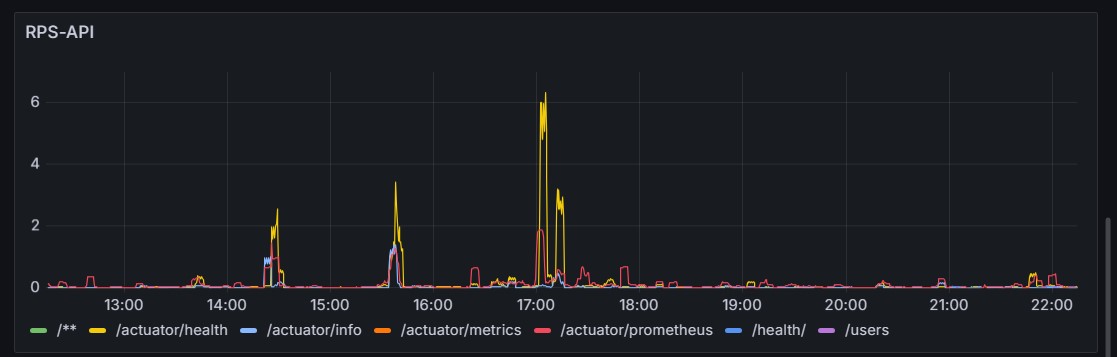 RPS-API
6
4
2
0
13:00 14:00 15:00 16:00 17:00 18:00 19:00 20:00 21:00 22:00
/** /actuator/health /actuator/info /actuator/metrics /actuator/prometheus /health/ /users